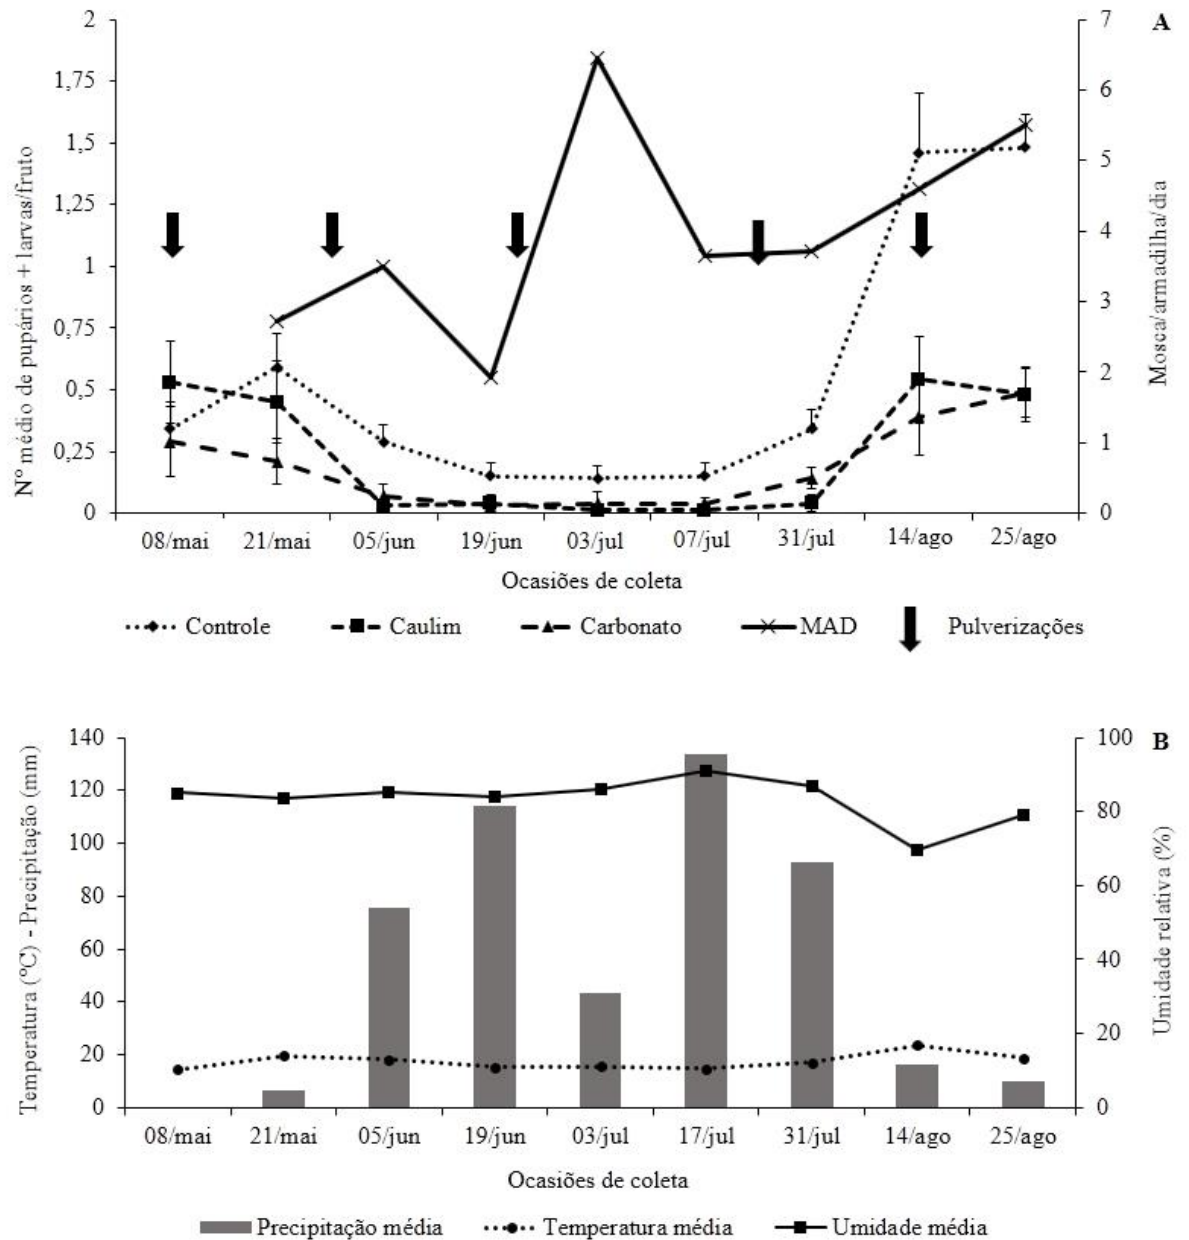 A
Nº médio de pupários + larvas/fruto
2
1,75
1,5
1,25
1
0,75
0,5
0,25
0
7
6
5
4
3
2
1
0
Mosca/armadilha/dia
08/mai 21/mai 05/jun 19/jun 03/jul 07/jul 31/jul 14/ago 25/ago
Ocasiões de coleta
Controle Caulim Carbonato MAD Pulverizações
B
Temperatura (ºC) - Precipitação (mm)
140
120
100
80
60
40
20
0
100
80
60
40
20
0
Umidade relativa (%)
08/mai 21/mai 05/jun 19/jun 03/jul 17/jul 31/jul 14/ago 25/ago
Ocasiões de coleta
Precipitação média Temperatura média Umidade média